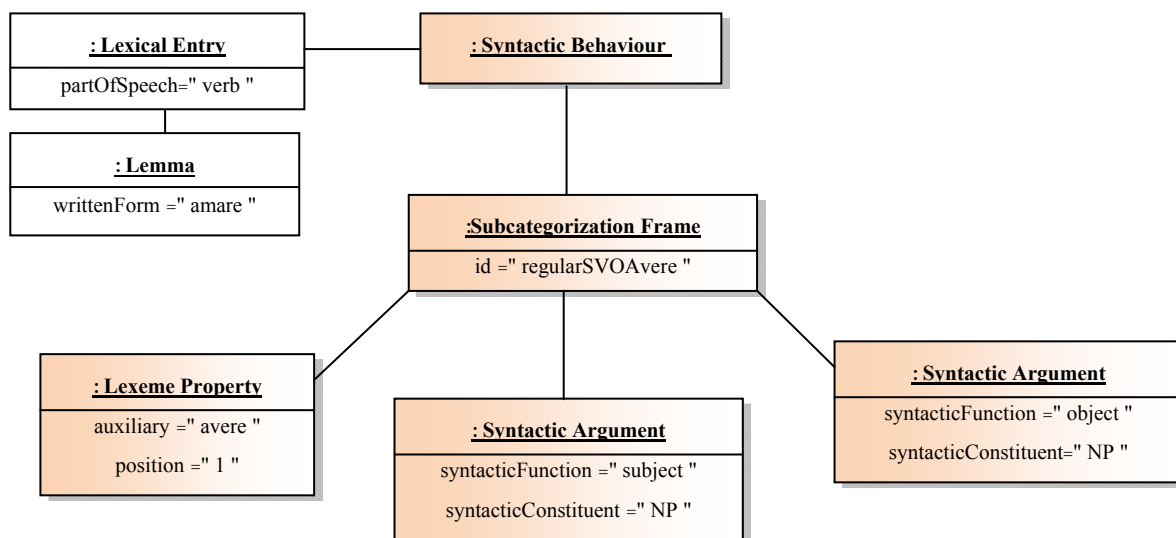 : Lexical Entry
partOfSpeech=" verb "
: Syntactic Behaviour
: Lemma
writtenForm =" amare "
:Subcategorization Frame
id =" regularSVOAvere "
: Lexeme Property
auxiliary =" avere "
position =" 1 "
: Syntactic Argument
syntacticFunction =" subject "
syntacticConstituent =" NP "
: Syntactic Argument
syntacticFunction =" object "
syntacticConstituent=" NP "